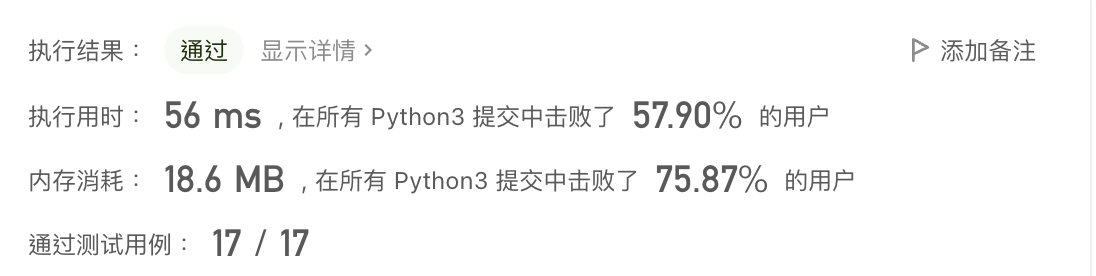 执行结果： 通过 显示详情 › 添加备注
执行用时： 56 ms , 在所有 Python3 提交中击败了 57.90% 的用户
内存消耗： 18.6 MB , 在所有 Python3 提交中击败了 75.87% 的用户
通过测试用例： 17 / 17